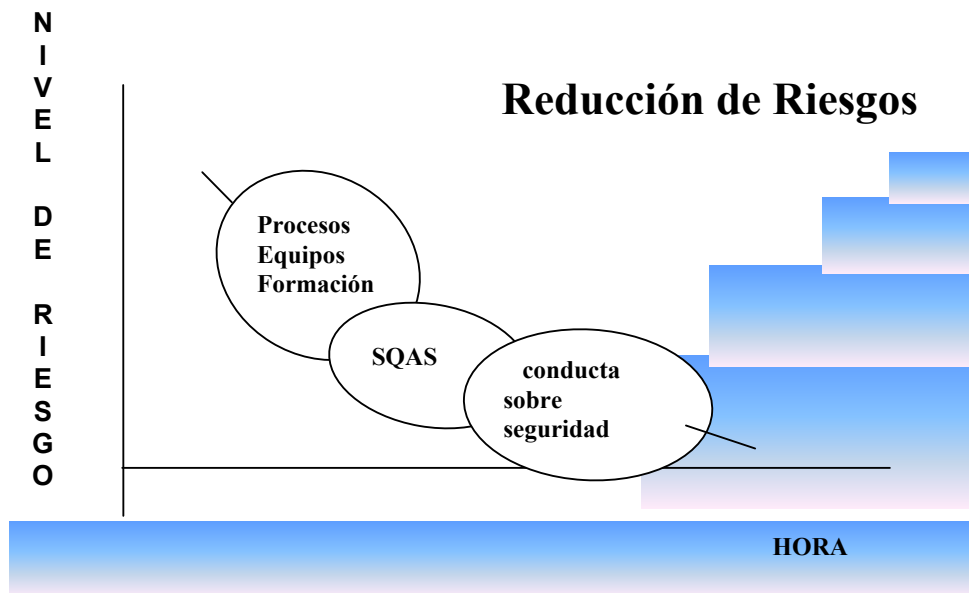 NIVEL DE RIESGO
Reducción de Riesgos
Procesos
Equipos
Formación
SQAS
conducta
sobre
seguridad
HORA